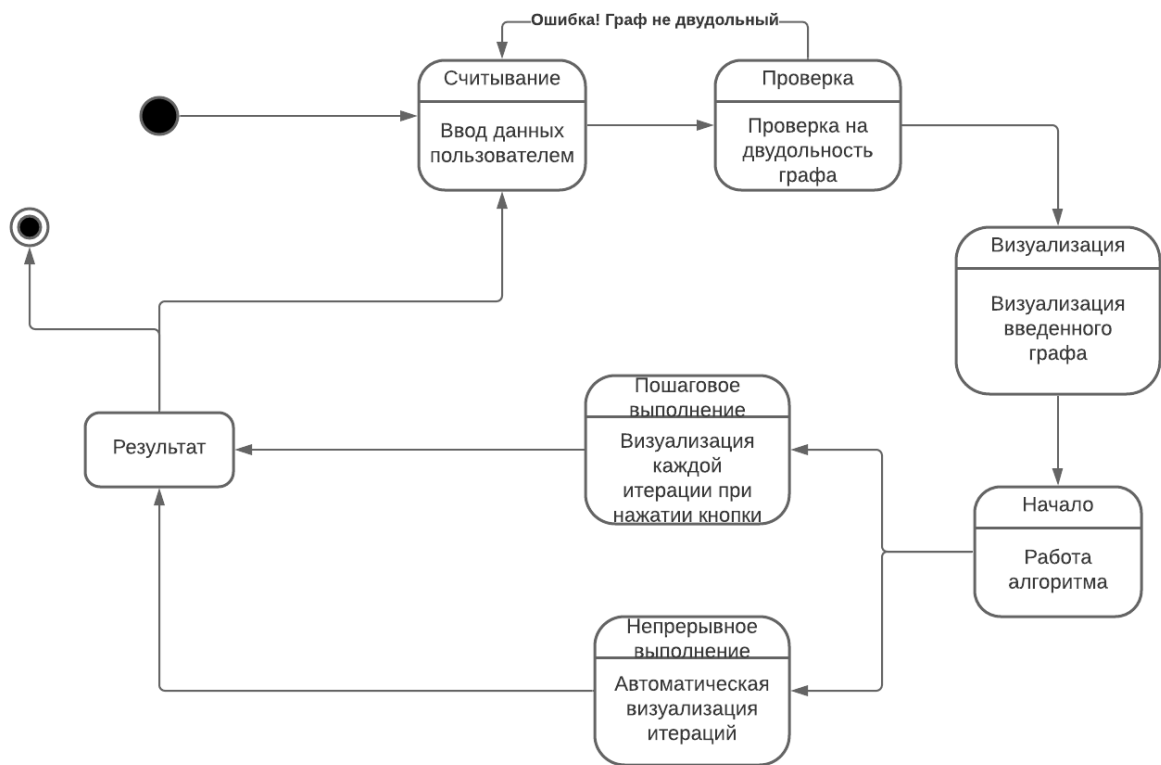 Ошибка! Граф не двудольный
Считывание
Ввод данных
пользователем
Проверка
Проверка на
двудольность
графа
Визуализация
Визуализация
введенного
графа
Начало
Работа
алгоритма
Пошаговое
выполнение
Визуализация
каждой
итерации при
нажатии кнопки
Непрерывное
выполнение
Автоматическая
визуализация
итераций
Результат